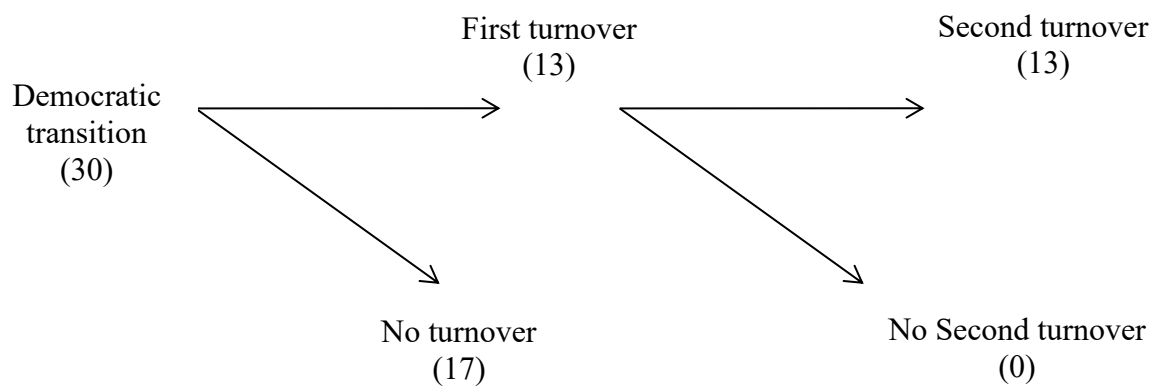 First turnover
(13)
Second turnover
(13)
Democratic
transition
(30)
No turnover
(17)
No Second turnover
(0)